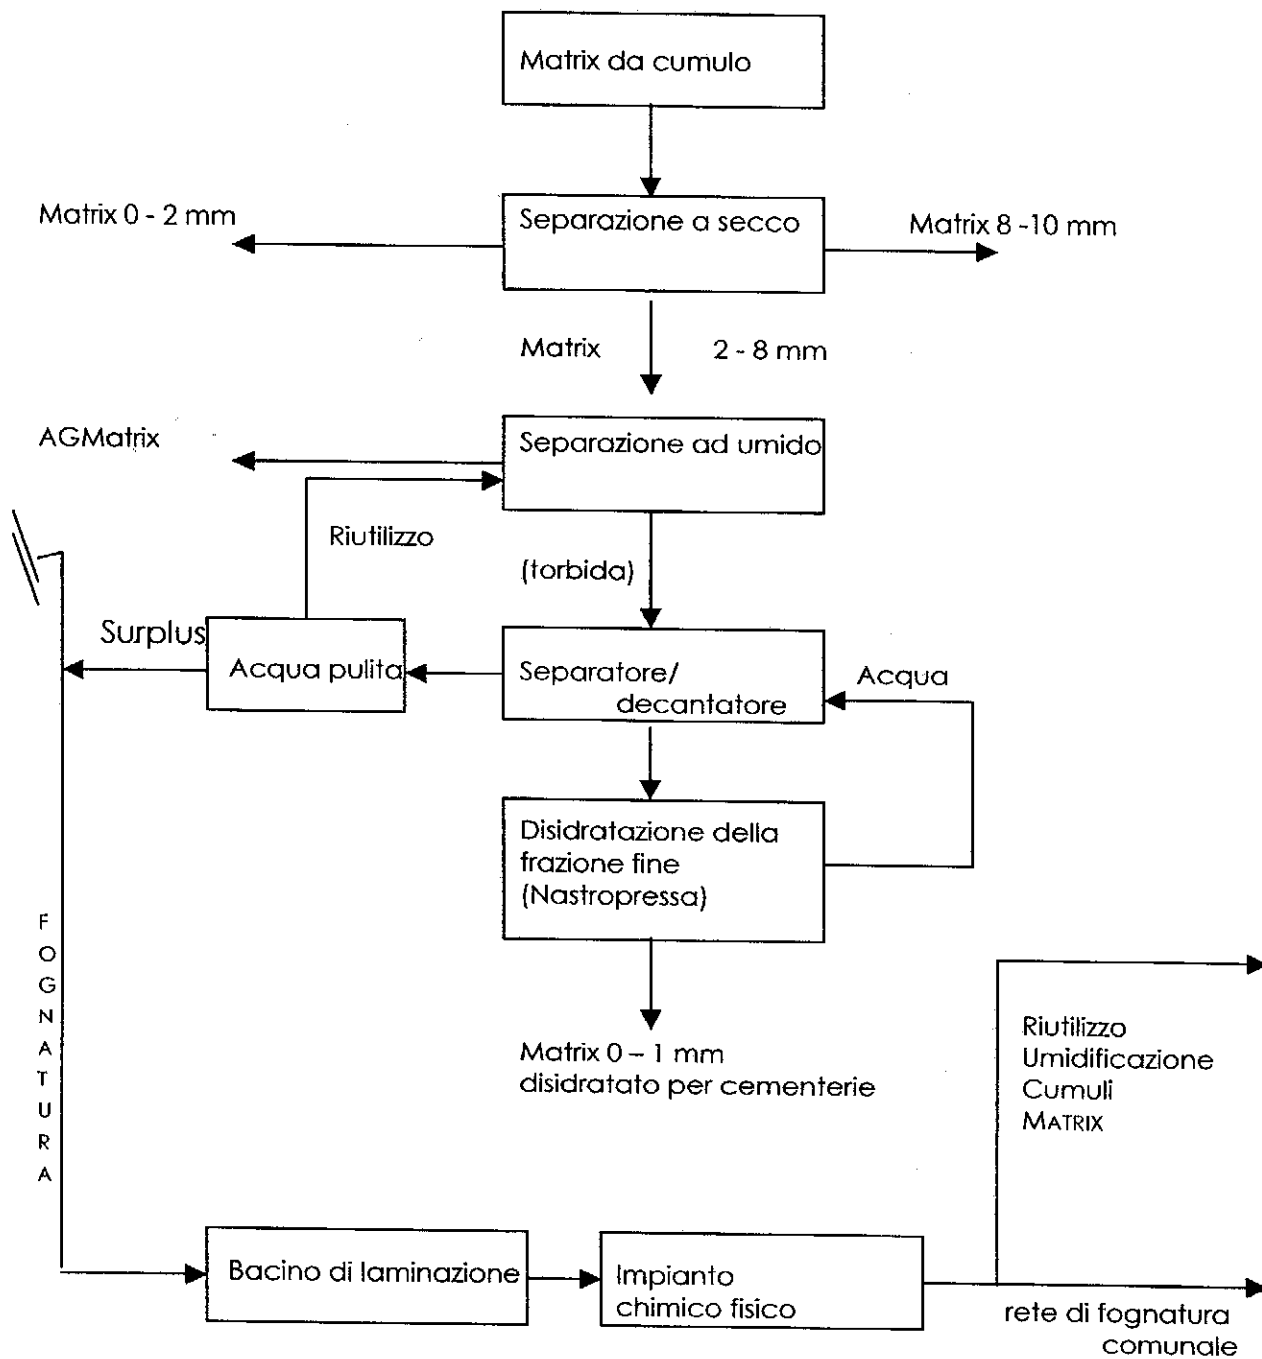 Matrix da cumulo
Matrix 0 - 2 mm
Separazione a secco
Matrix 8 -10 mm
Matrix 2 - 8 mm
AGMatrix
Separazione ad umido
Riutilizzo
(torbida)
Surplus
Acqua pulita
Separatore/
decantatore
Acqua
Disidratazione della
frazione fine
(Nastropressa)
FOGNATURA
Matrix 0 – 1 mm
disidratato per cementerie
Riutilizzo
Umidificazione
Cumuli
MATRIX
Bacino di laminazione
Impianto
chimico fisico
rete di fognatura
comunale